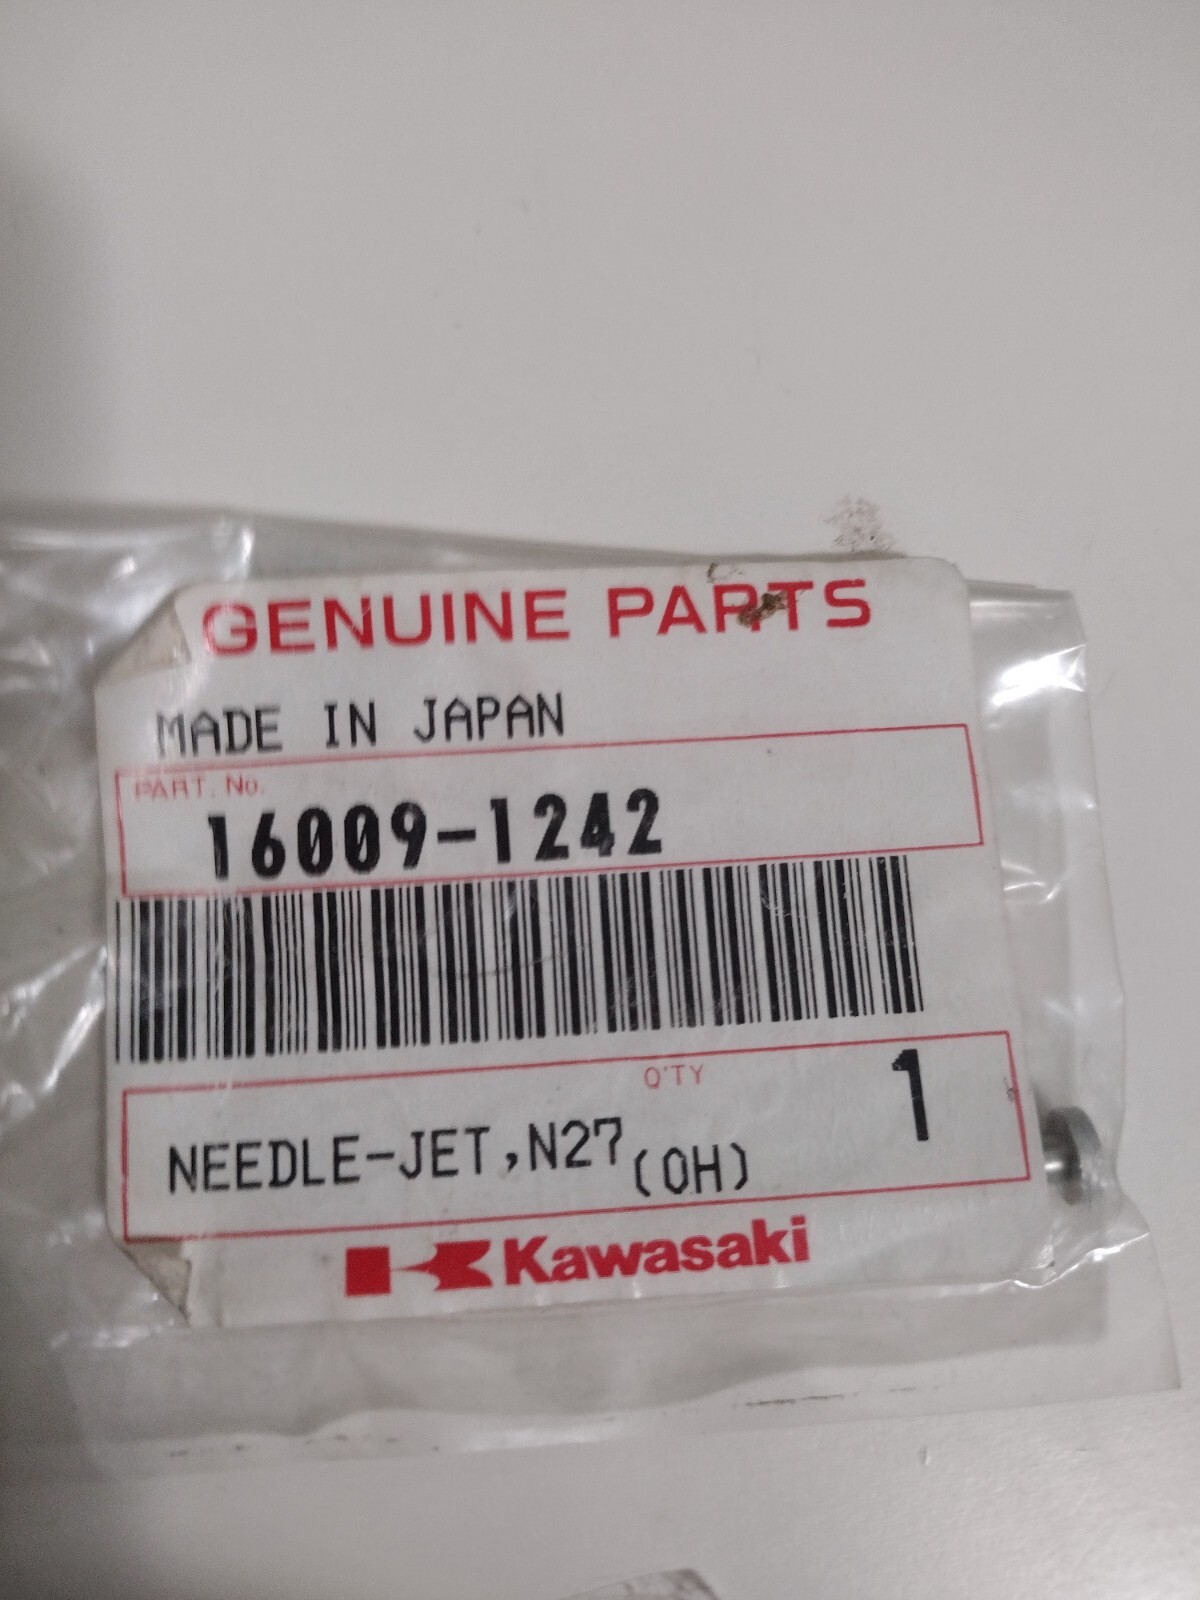 GENUINE PARTS
MADE IN JAPAN
PART. No.
16009-1242
Q'TY 1
NEEDLE-JET,N27(OH)
Kawasaki